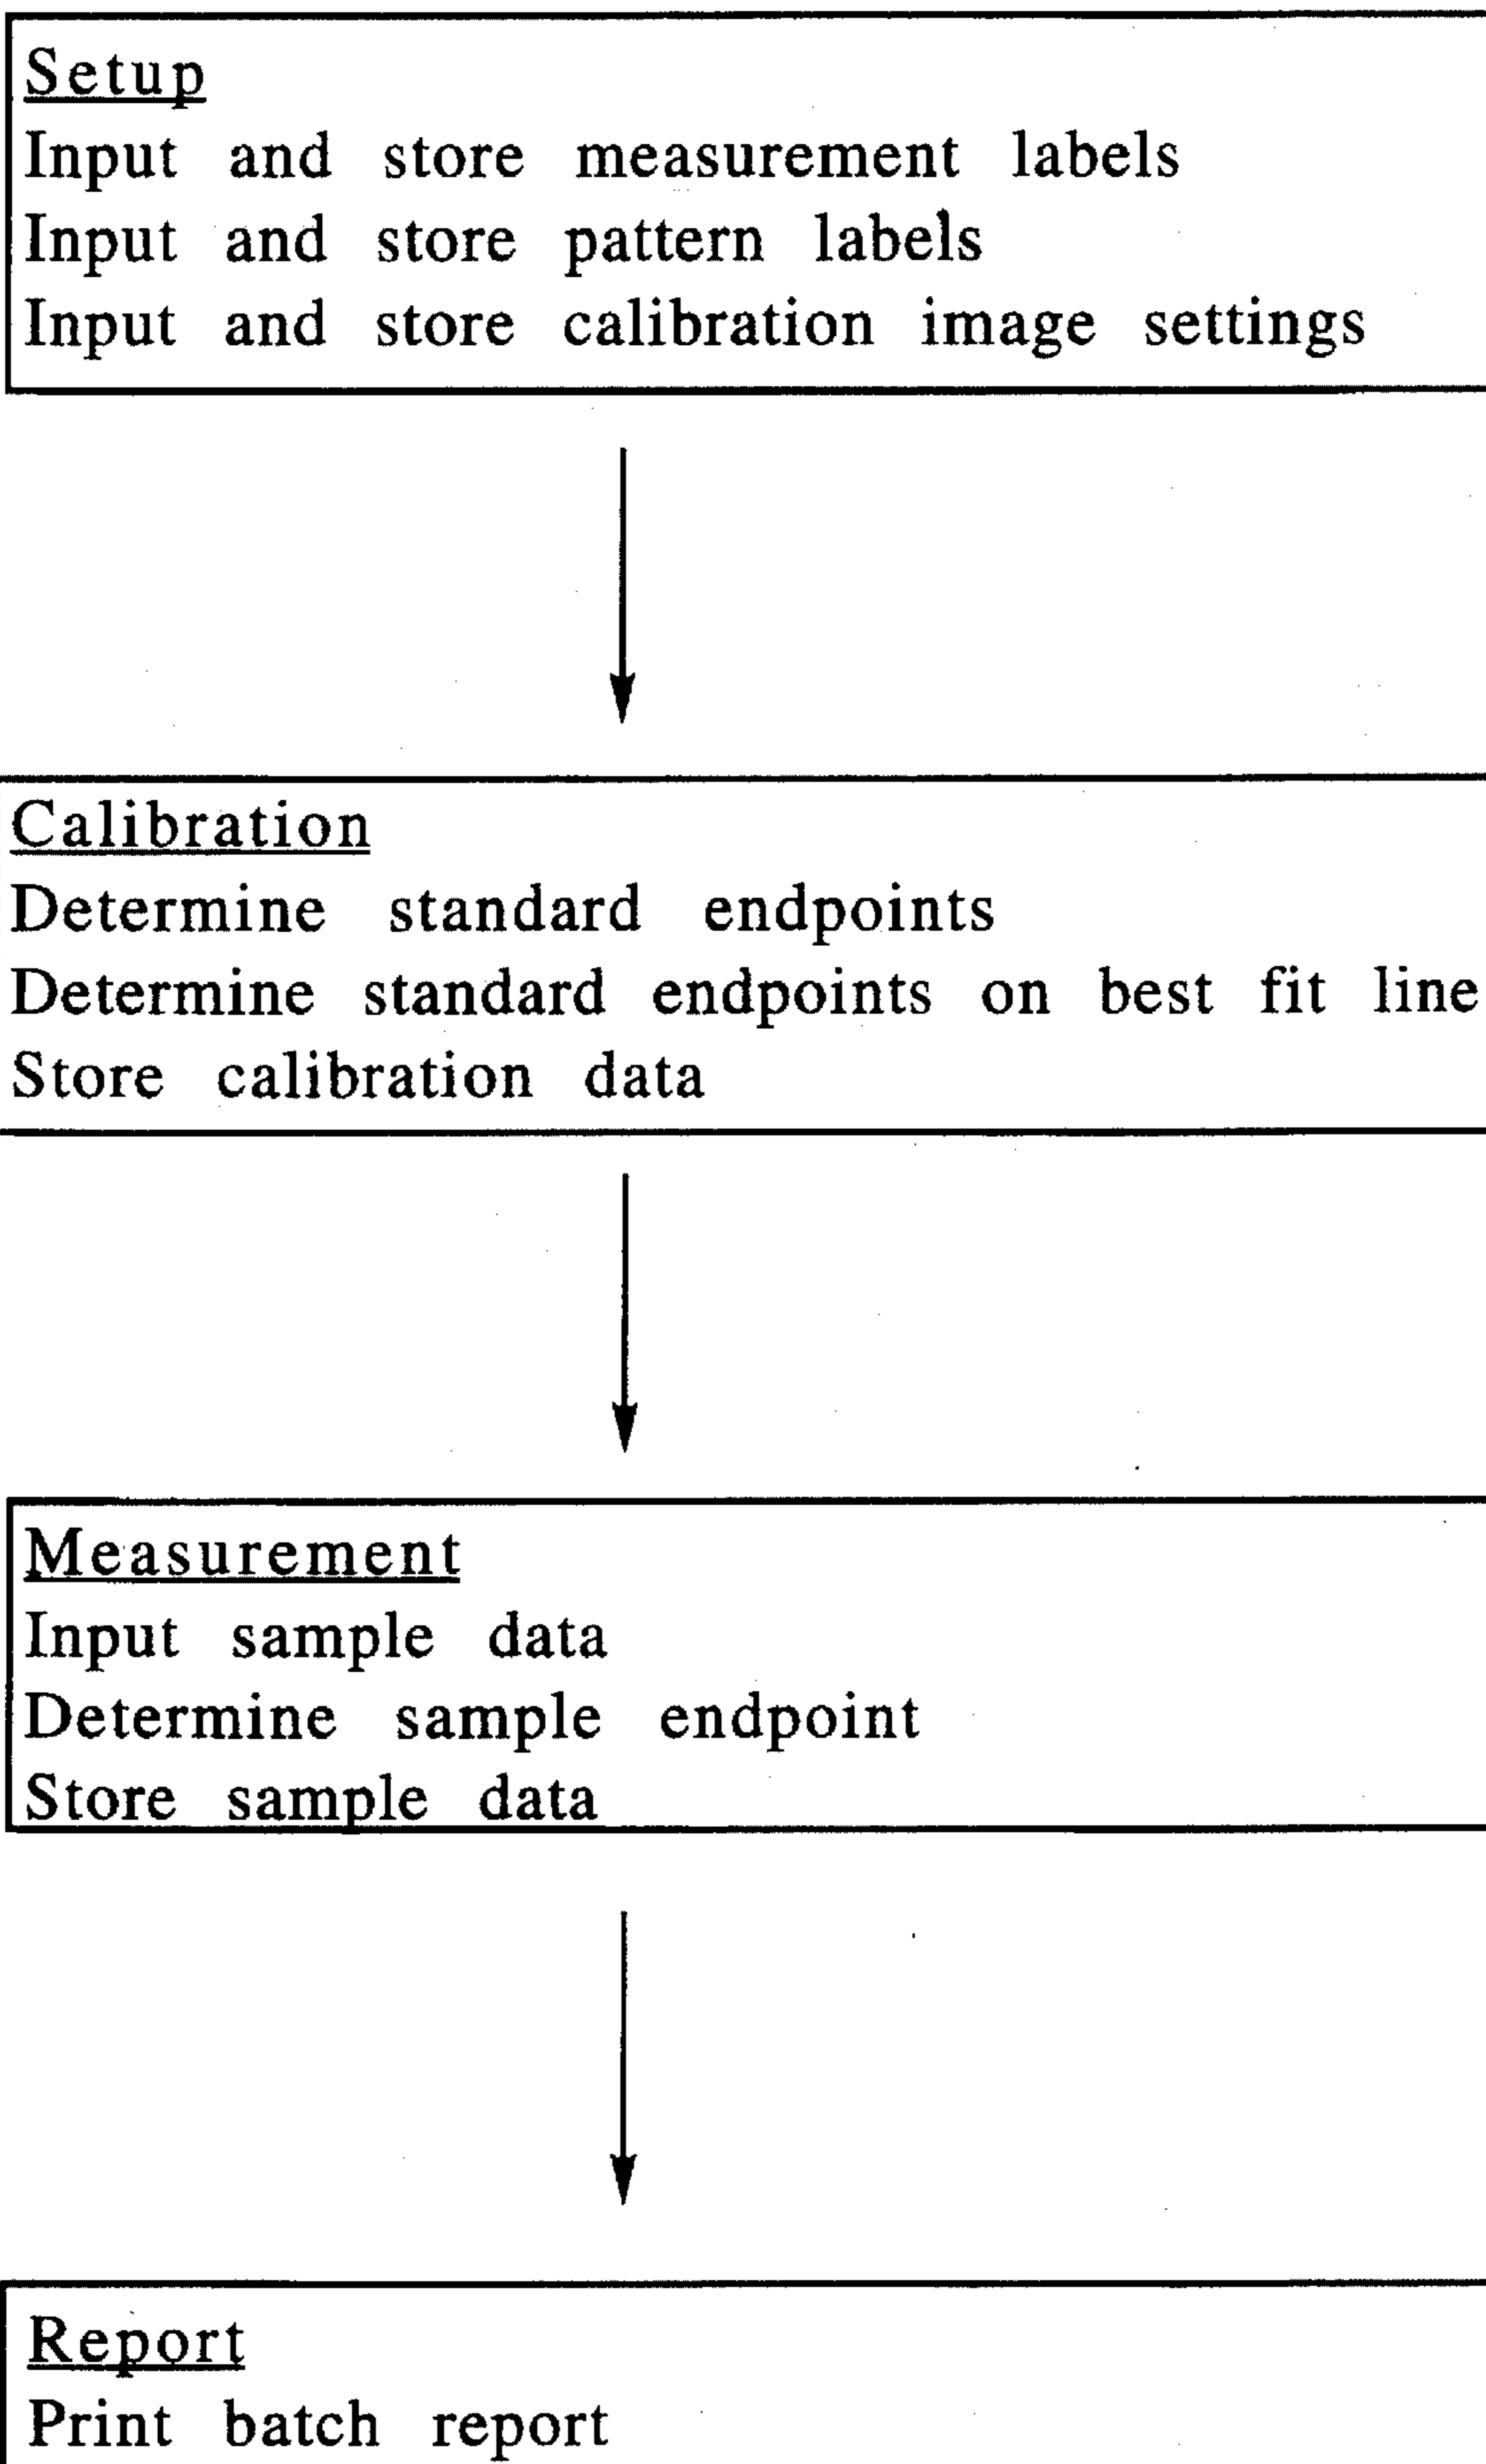 Setup
Input and store measurement labels
Input and store pattern labels
Input and store calibration image settings
Calibration
Determine standard endpoints
Determine standard endpoints on best fit line
Store calibration data
Measurement
Input sample data
Determine sample endpoint
Store sample data
Report
Print batch report